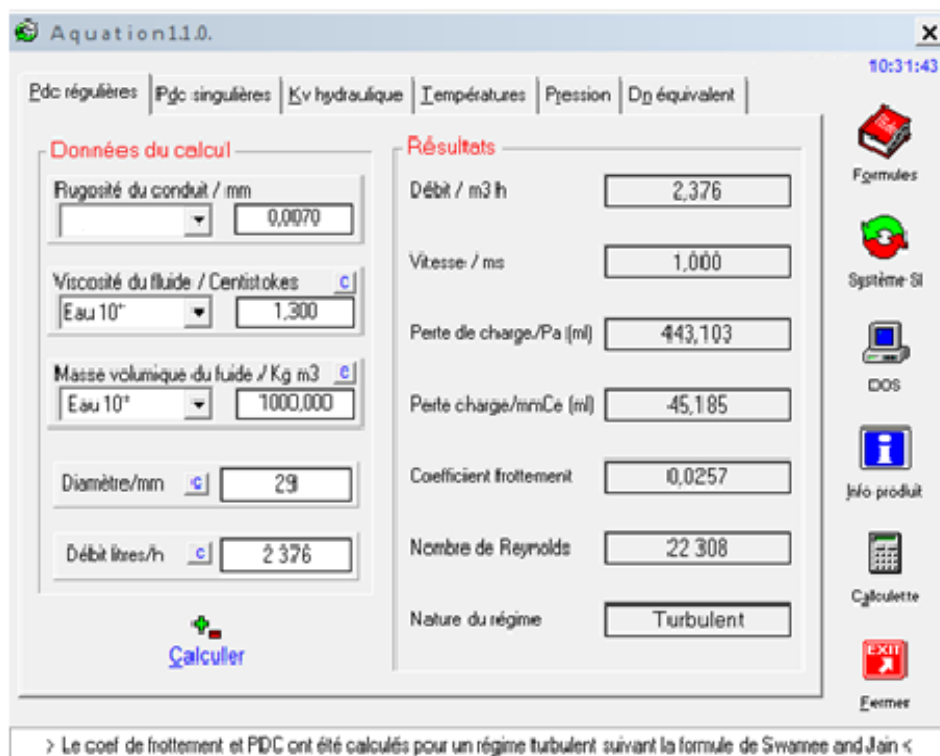 Aquation1.1.0.
10:31:43
Pdc régulières
Pdc singulières
Kv hydraulique
Températures
Pression
Dn équivalent
Données du calcul
Rugosité du conduit / mm
0,0070
Viscosité du fluide / Centistokes
C
Eau 10°
1,300
Masse volumique du fuide / Kg m3
C
Eau 10°
1000,000
Diamètre/mm
C
29
Débit litres/h
C
2 376
Calculer
Résultats
Débit / m3 h
2,376
Vitesse / ms
1,000
Perte de charge/Pa (ml)
443,103
Perte charge/mmCe (ml)
45,185
Coefficient frottement
0,0257
Nombre de Reynolds
22 308
Nature du régime
Turbulent
Formules
Système SI
DOS
Info produit
Calculette
EXIT
Fermer
> Le coef de frottement et PDC ont été calculés pour un régime turbulent suivant la formule de Swamee and Jain <